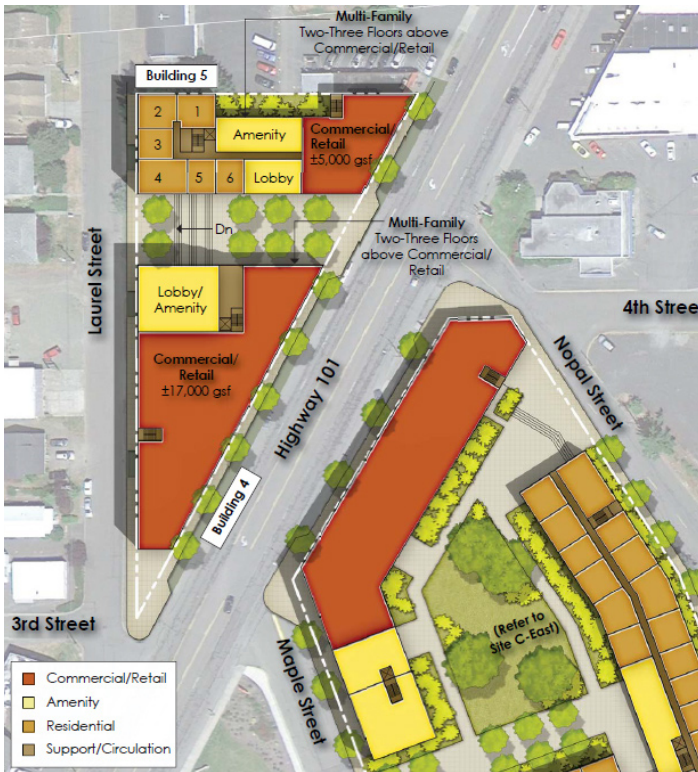 Multi-Family
Two-Three Floors above
Commercial/Retail
Building 5
2
1
3
Amenity
Commercial/
Retail
±5,000 gsf
4
5
6
Lobby
Dn
Multi-Family
Two-Three Floors
above Commercial/
Retail
Laurel Street
Lobby/
Amenity
Commercial/
Retail
±17,000 gsf
Highway 101
Building 4
4th Stree
Nopal Street
3rd Street
Maple Street
(Refer to
Site C-East)
Commercial/Retail
Amenity
Residential
Support/Circulation